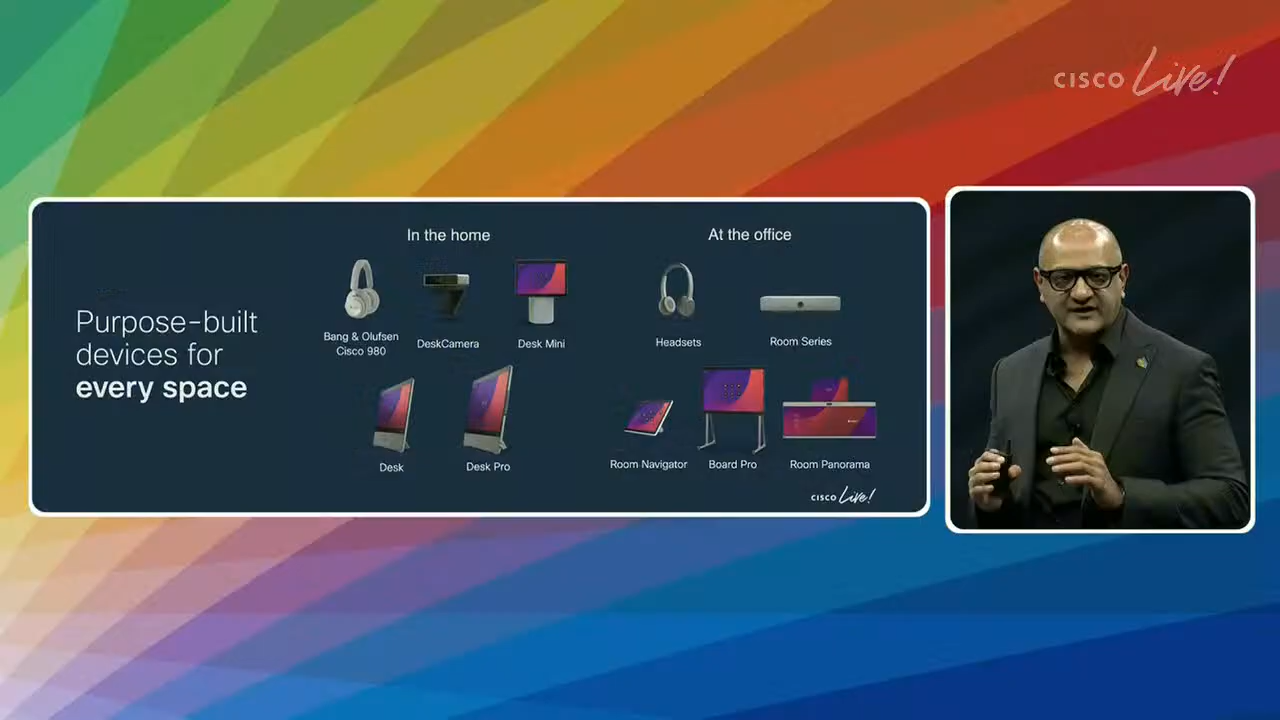 CISCO Live!
In the home
At the office
Purpose-built
devices for
every space
Bang & Olufsen
Cisco 980
DeskCamera
Desk Mini
Headsets
Room Series
Desk
Desk Pro
Room Navigator
Board Pro
Room Panorama
CISCO Live!